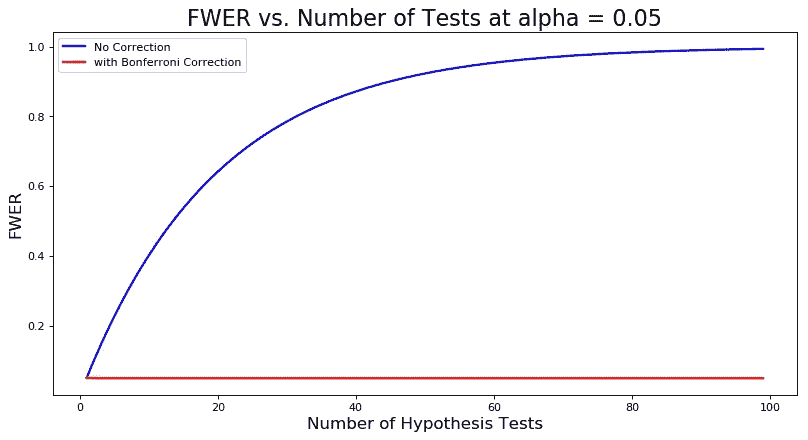 FWER vs. Number of Tests at alpha = 0.05
No Correction
with Bonferroni Correction
1.0
0.8
0.6
0.4
0.2
FWER
0 20 40 60 80 100
Number of Hypothesis Tests